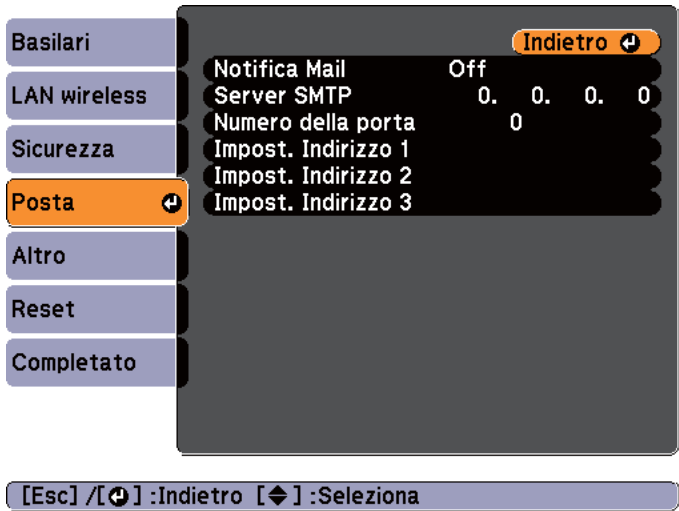 Basilari
LAN wireless
Sicurezza
Posta
Altro
Reset
Completato
Indietro
Notifica Mail Off
Server SMTP 0. 0. 0. 0
Numero della porta 0
Impost. Indirizzo 1
Impost. Indirizzo 2
Impost. Indirizzo 3
[Esc] /[⏎] :Indietro [◆] :Seleziona